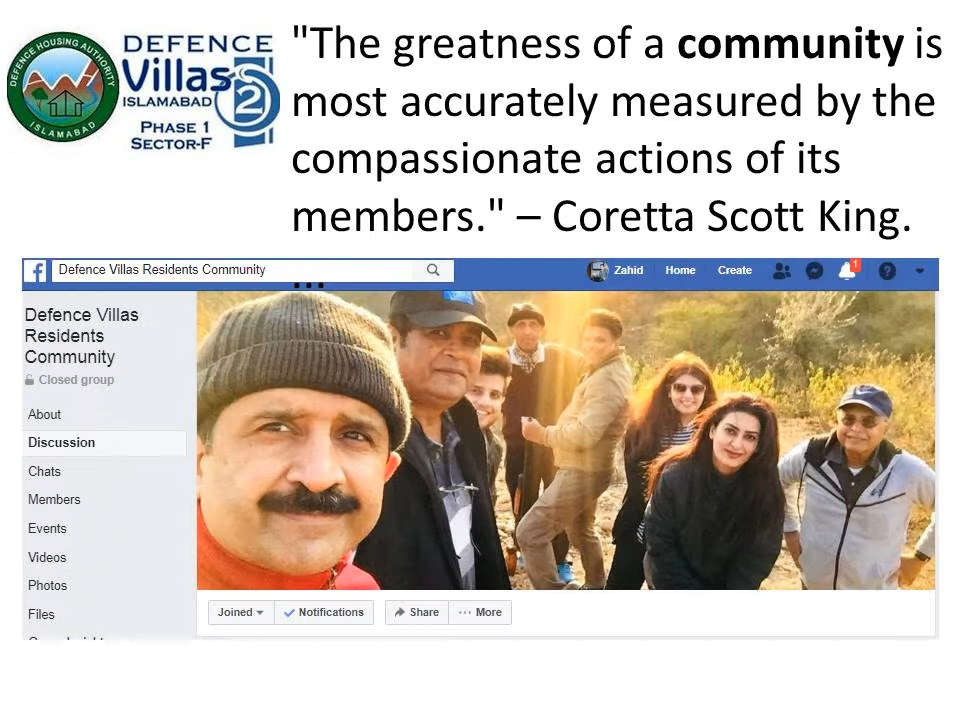 DEFENCE HOUSING AUTHORITY
ISLAMABAD
DEFENCE
Villas
ISLAMABAD
2
PHASE 1
SECTOR-F
"The greatness of a community is
most accurately measured by the
compassionate actions of its
members." – Coretta Scott King.
...
f
Defence Villas Residents Community
Zahid
Home
Create
1
?
Defence Villas
Residents
Community
Closed group
About
Discussion
Chats
Members
Events
Videos
Photos
Files
Joined
Notifications
Share
··· More